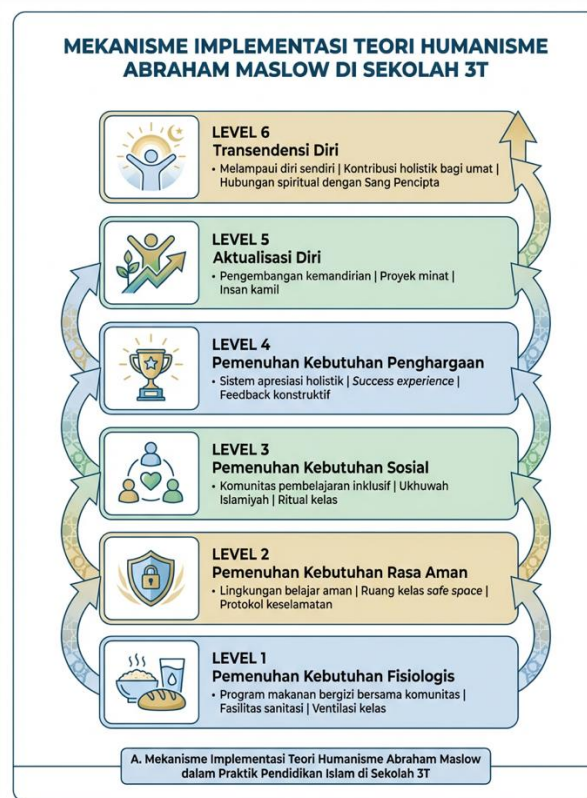 MEKANISME IMPLEMENTASI TEORI HUMANISME
ABRAHAM MASLOW DI SEKOLAH 3T
LEVEL 6
Transendensi Diri
• Melampaui diri sendiri | Kontribusi holistik bagi umat |
Hubungan spiritual dengan Sang Pencipta
LEVEL 5
Aktualisasi Diri
• Pengembangan kemandirian | Proyek minat |
Insan kamil
LEVEL 4
Pemenuhan Kebutuhan Penghargaan
• Sistem apresiasi holistik | Success experience |
Feedback konstruktif
LEVEL 3
Pemenuhan Kebutuhan Sosial
• Komunitas pembelajaran inklusif | Ukhuwah
Islamiyah | Ritual kelas
LEVEL 2
Pemenuhan Kebutuhan Rasa Aman
• Lingkungan belajar aman | Ruang kelas safe space |
Protokol keselamatan
LEVEL 1
Pemenuhan Kebutuhan Fisiologis
• Program makanan bergizi bersama komunitas |
Fasilitas sanitasi | Ventilasi kelas
A. Mekanisme Implementasi Teori Humanisme Abraham Maslow
dalam Praktik Pendidikan Islam di Sekolah 3T